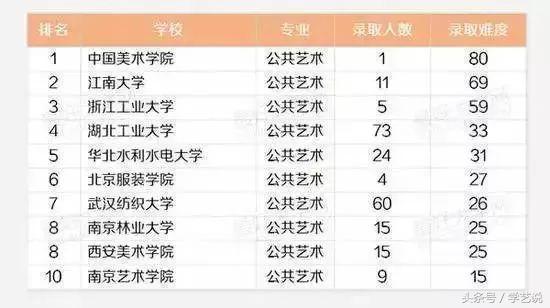 排名 学校 专业 录取人数 录取难度
1 中国美术学院 公共艺术 1 80
2 江南大学 公共艺术 11 69
3 浙江工业大学 公共艺术 5 59
4 湖北工业大学 公共艺术 73 33
5 华北水利水电大学 公共艺术 24 31
6 北京服装学院 公共艺术 4 27
7 武汉纺织大学 公共艺术 60 26
8 南京林业大学 公共艺术 15 25
8 西安美术学院 公共艺术 15 25
10 南京艺术学院 公共艺术 9 15
头条号 / 学艺说